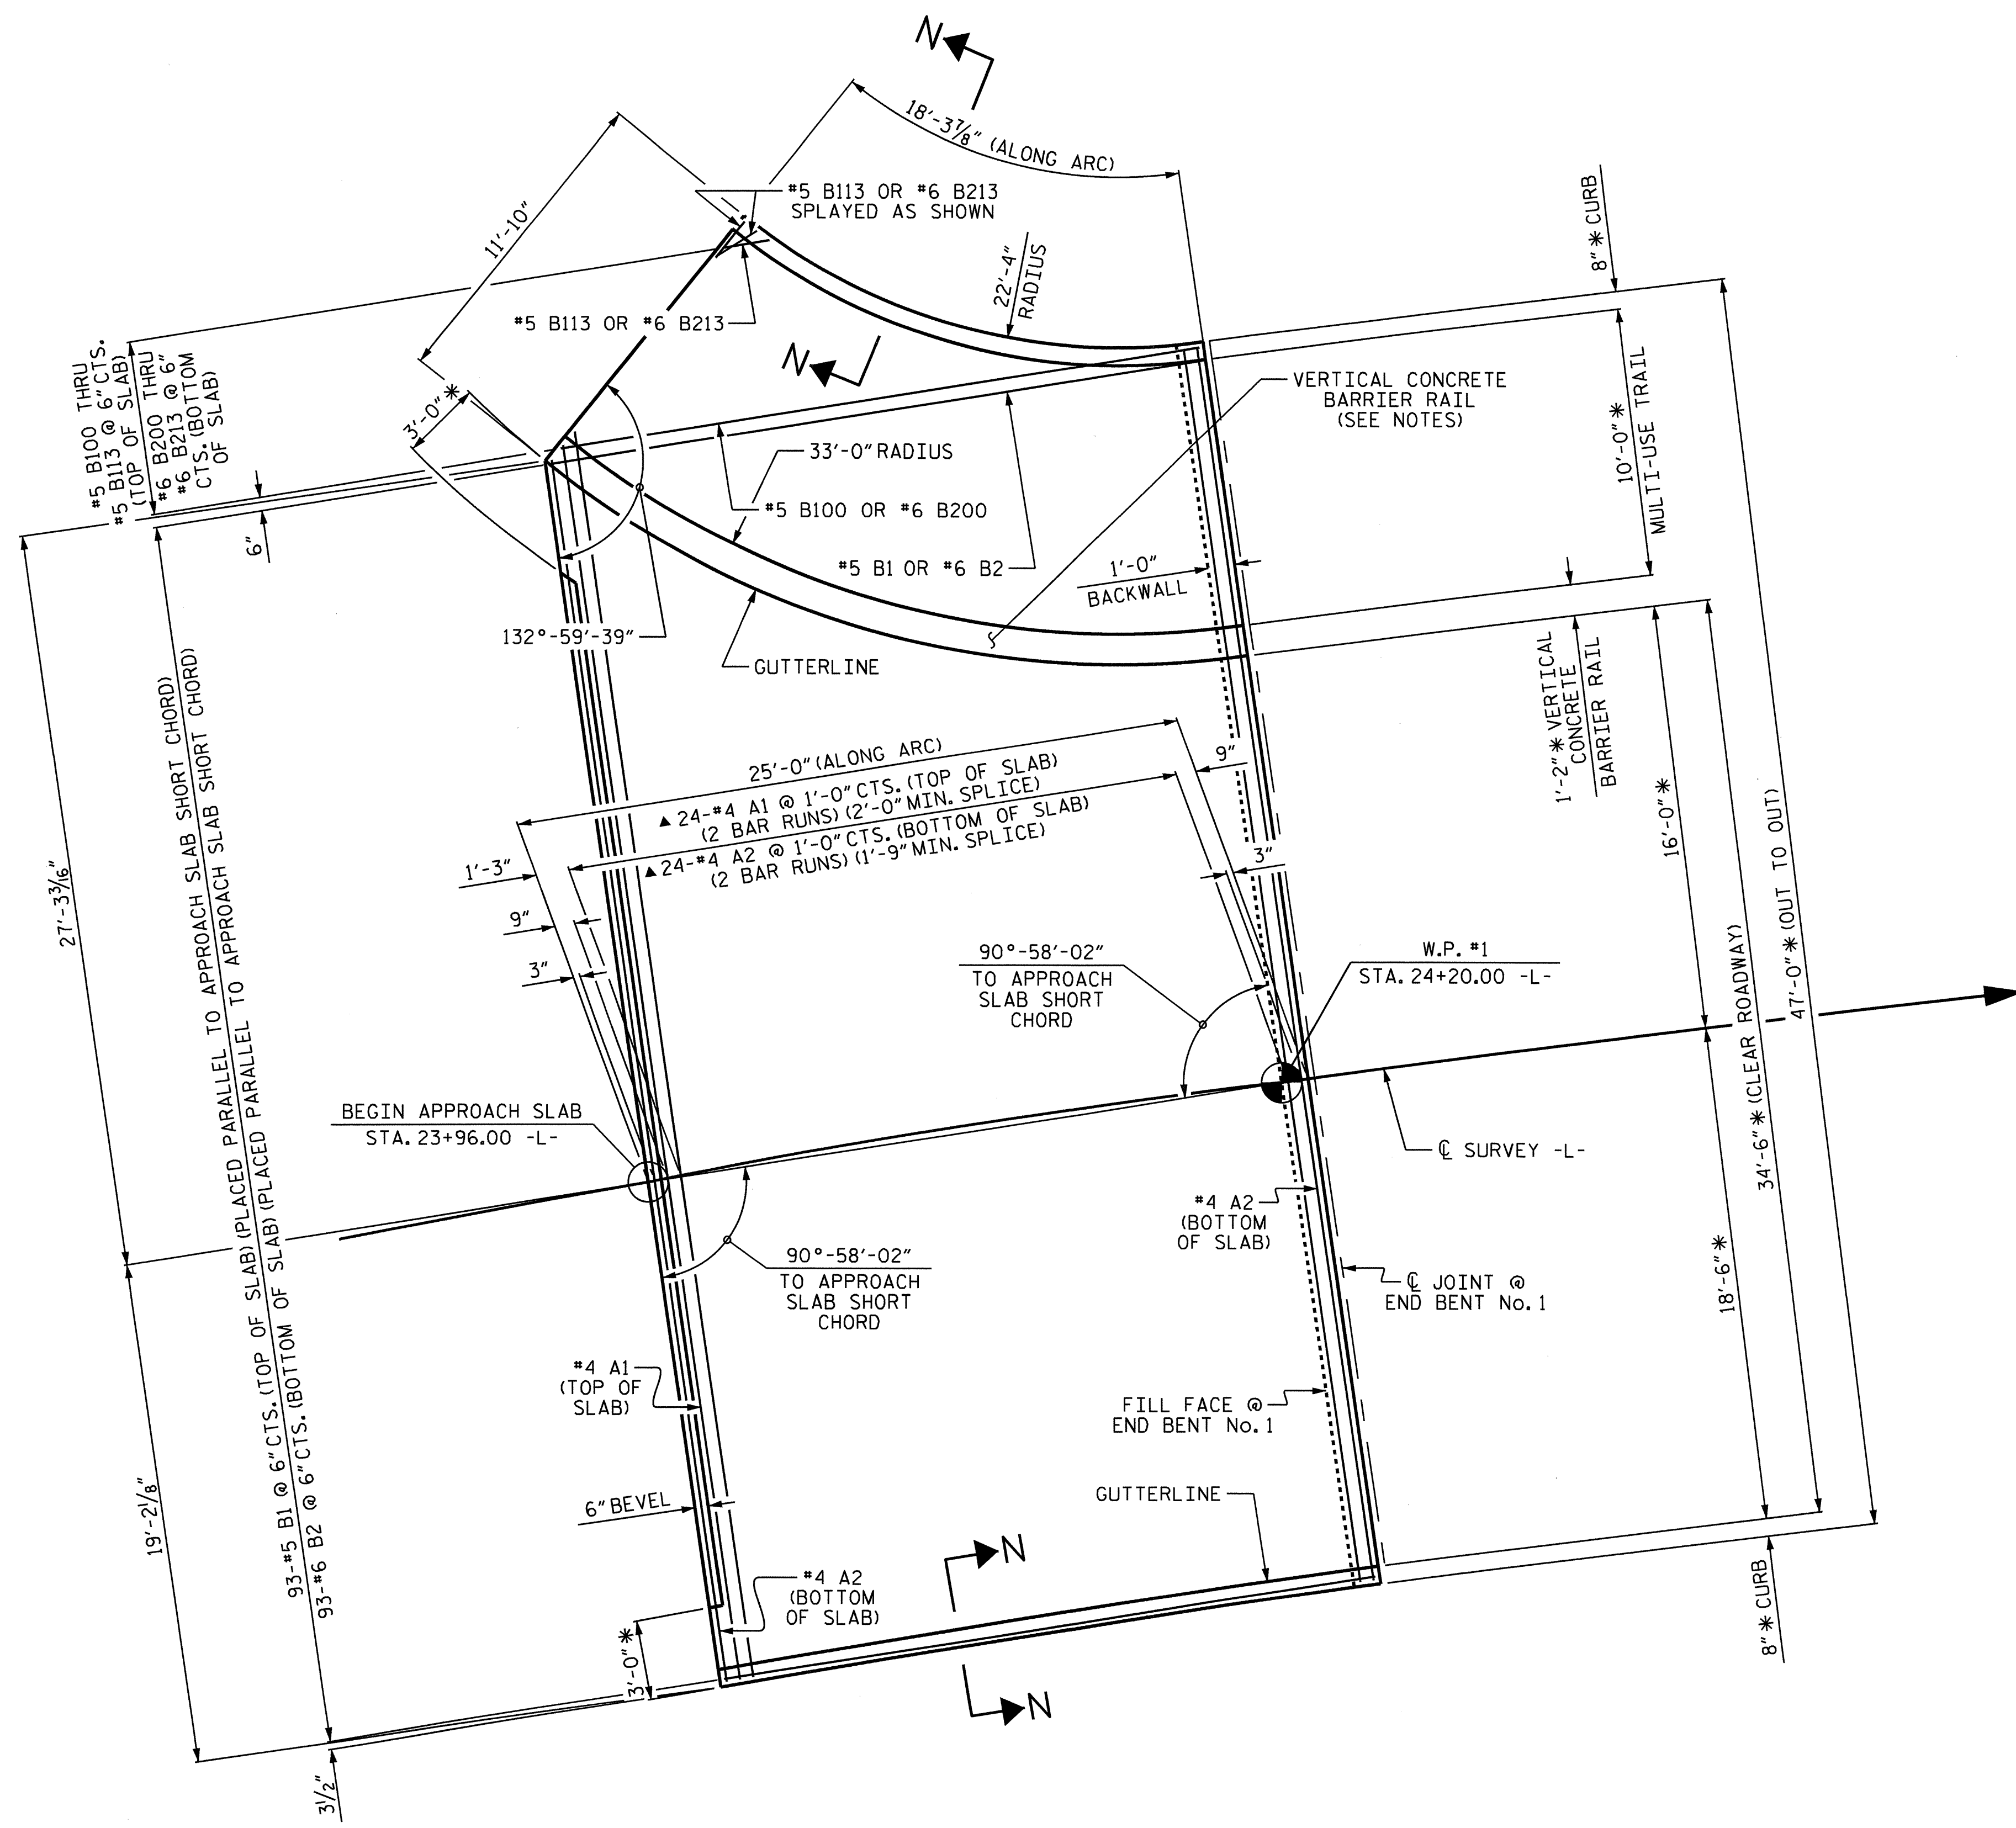 N
18'-3 7/8" (ALONG ARC)
#5 B113 OR #6 B213
SPLAYED AS SHOWN
11'-10"
22'-4"
RADIUS
8"* CURB
#5 B113 OR #6 B213
N
#5 B100 THRU
#5 B113 @ 6" CTS.
(TOP OF SLAB)
#6 B200 THRU
#6 B213 @ 6"
CTS. (BOTTOM
OF SLAB)
3'-0"*
VERTICAL CONCRETE
BARRIER RAIL
(SEE NOTES)
10'-0"*
MULTI-USE TRAIL
33'-0" RADIUS
#5 B100 OR #6 B200
6"
#5 B1 OR #6 B2
1'-0"
BACKWALL
132°-59'-39"
GUTTERLINE
1'-2"* VERTICAL
CONCRETE
BARRIER RAIL
16'-0"*
25'-0" (ALONG ARC)
9"
▲ 24-#4 A1 @ 1'-0" CTS. (TOP OF SLAB)
(2 BAR RUNS) (2'-0" MIN. SPLICE)
▲ 24-#4 A2 @ 1'-0" CTS. (BOTTOM OF SLAB)
(2 BAR RUNS) (1'-9" MIN. SPLICE)
3"
1'-3"
9"
3"
27'-3 3/16"
93-#5 B1 @ 6" CTS. (TOP OF SLAB) (PLACED PARALLEL TO APPROACH SLAB SHORT CHORD)
93-#6 B2 @ 6" CTS. (BOTTOM OF SLAB) (PLACED PARALLEL TO APPROACH SLAB SHORT CHORD)
90°-58'-02"
TO APPROACH
SLAB SHORT
CHORD
W.P. #1
STA. 24+20.00 -L-
34'-6"* (CLEAR ROADWAY)
47'-0"* (OUT TO OUT)
BEGIN APPROACH SLAB
STA. 23+96.00 -L-
℄ SURVEY -L-
#4 A2
(BOTTOM
OF SLAB)
18'-6"*
90°-58'-02"
TO APPROACH
SLAB SHORT
CHORD
℄ JOINT @
END BENT No. 1
#4 A1
(TOP OF
SLAB)
FILL FACE @
END BENT No. 1
19'-2 1/8"
6" BEVEL
GUTTERLINE
N
#4 A2
(BOTTOM
OF SLAB)
3'-0"*
8"* CURB
N
3 1/2"